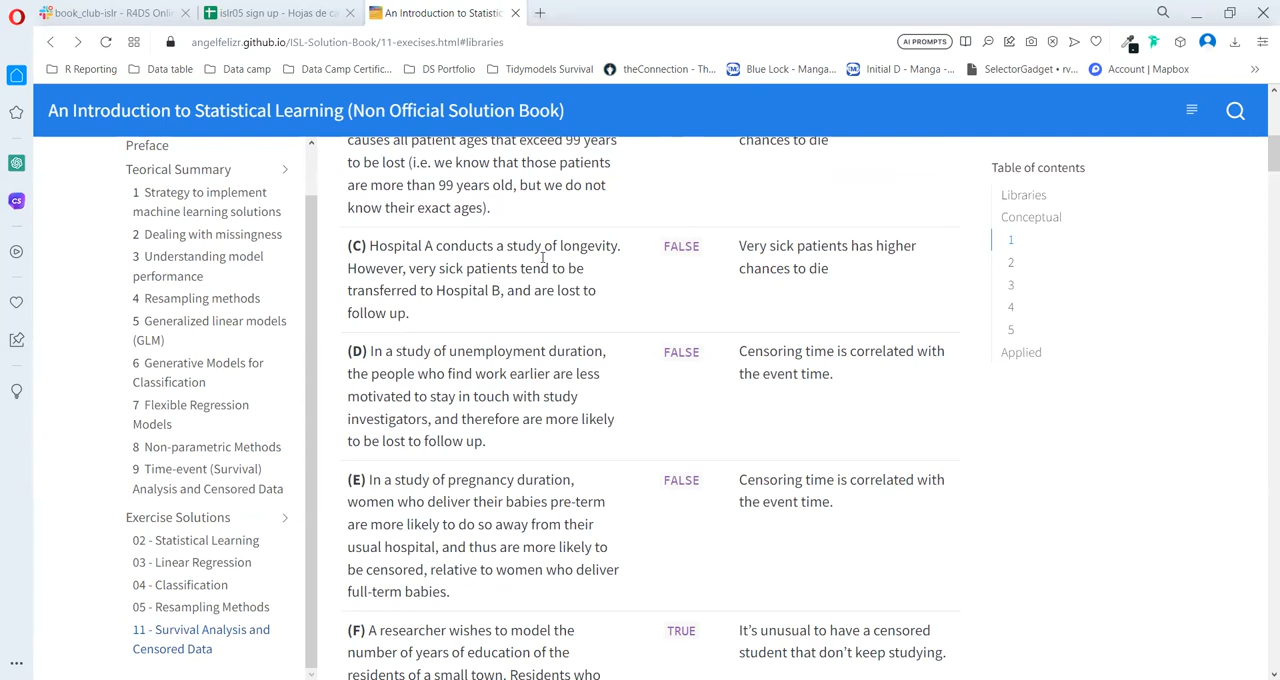 book_club-islr - R4DS Onli
islr05 sign up - Hojas de ca
An Introduction to Statistic
angelfelizr.github.io/ISL-Solution-Book/11-execises.html#libraries
AI PROMPTS
R Reporting
Data table
Data camp
Data Camp Certific...
DS Portfolio
Tidymodels Survival
theConnection - Th...
Blue Lock - Manga...
Initial D - Manga -...
SelectorGadget • rv...
Account | Mapbox
An Introduction to Statistical Learning (Non Official Solution Book)
Preface
Teorical Summary
1 Strategy to implement
machine learning solutions
2 Dealing with missingness
3 Understanding model
performance
4 Resampling methods
5 Generalized linear models
(GLM)
6 Generative Models for
Classification
7 Flexible Regression
Models
8 Non-parametric Methods
9 Time-event (Survival)
Analysis and Censored Data
Exercise Solutions
02 - Statistical Learning
03 - Linear Regression
04 - Classification
05 - Resampling Methods
11 - Survival Analysis and
Censored Data
causes all patient ages that exceed 99 years
to be lost (i.e. we know that those patients
are more than 99 years old, but we do not
know their exact ages).
chances to die
(C) Hospital A conducts a study of longevity.
However, very sick patients tend to be
transferred to Hospital B, and are lost to
follow up.
FALSE
Very sick patients has higher
chances to die
(D) In a study of unemployment duration,
the people who find work earlier are less
motivated to stay in touch with study
investigators, and therefore are more likely
to be lost to follow up.
FALSE
Censoring time is correlated with
the event time.
(E) In a study of pregnancy duration,
women who deliver their babies pre-term
are more likely to do so away from their
usual hospital, and thus are more likely to
be censored, relative to women who deliver
full-term babies.
FALSE
Censoring time is correlated with
the event time.
(F) A researcher wishes to model the
number of years of education of the
residents of a small town. Residents who
TRUE
It's unusual to have a censored
student that don't keep studying.
Table of contents
Libraries
Conceptual
1
2
3
4
5
Applied